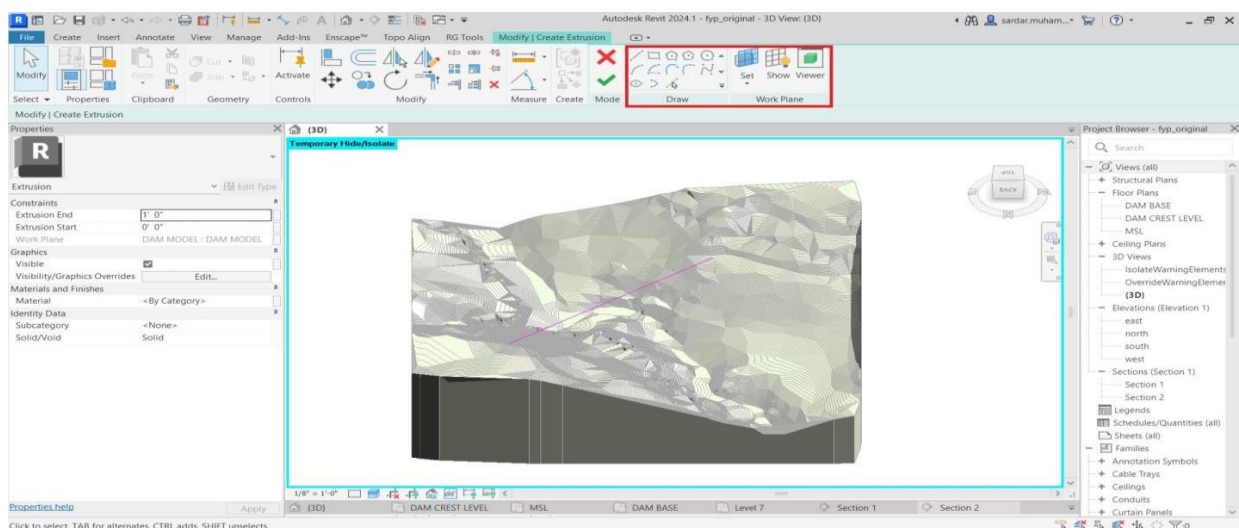 Autodesk Revit 2024.1 - fyp_original - 3D View: {3D}
sardar.muham...
File Create Insert Annotate View Manage Add-Ins Enscape™ Topo Align RG Tools Modify | Create Extrusion
Modify
Paste
Cut
Join
Activate
Set Show Viewer
Select Properties Clipboard Geometry Controls Modify Measure Create Mode Draw Work Plane
Modify | Create Extrusion
Properties
R
Extrusion
Edit Type
Constraints
Extrusion End 1' 0"
Extrusion Start 0' 0"
Work Plane DAM MODEL : DAM MODEL
Graphics
Visible
Visibility/Graphics Overrides Edit...
Materials and Finishes
Material <By Category>
Identity Data
Subcategory <None>
Solid/Void Solid
Properties help
Apply
{3D}
Temporary Hide/Isolate
BACK
1/8" = 1'-0"
{3D} DAM CREST LEVEL MSL DAM BASE Level 7 Section 1 Section 2
Project Browser - fyp_original
Search
Views (all)
Structural Plans
Floor Plans
DAM BASE
DAM CREST LEVEL
MSL
Ceiling Plans
3D Views
IsolateWarningElements
OverrideWarningElemer
{3D}
Elevations (Elevation 1)
east
north
south
west
Sections (Section 1)
Section 1
Section 2
Legends
Schedules/Quantities (all)
Sheets (all)
Families
Annotation Symbols
Cable Trays
Ceilings
Conduits
Curtain Panels
Click to select, TAB for alternates, CTRL adds, SHIFT unselects.